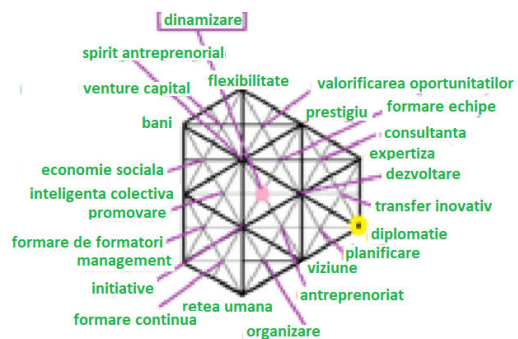 dinamizare
spirit antreprenorial
flexibilitate
venture capital
valorificarea oportunitatilor
formare echipe
prestigiu
bani
consultanta
expertiza
economie sociala
dezvoltare
inteligenta colectiva
transfer inovativ
promovare
diplomatie
formare de formatori
planificare
management
viziune
initiative
antreprenoriat
retea umana
formare continua
organizare